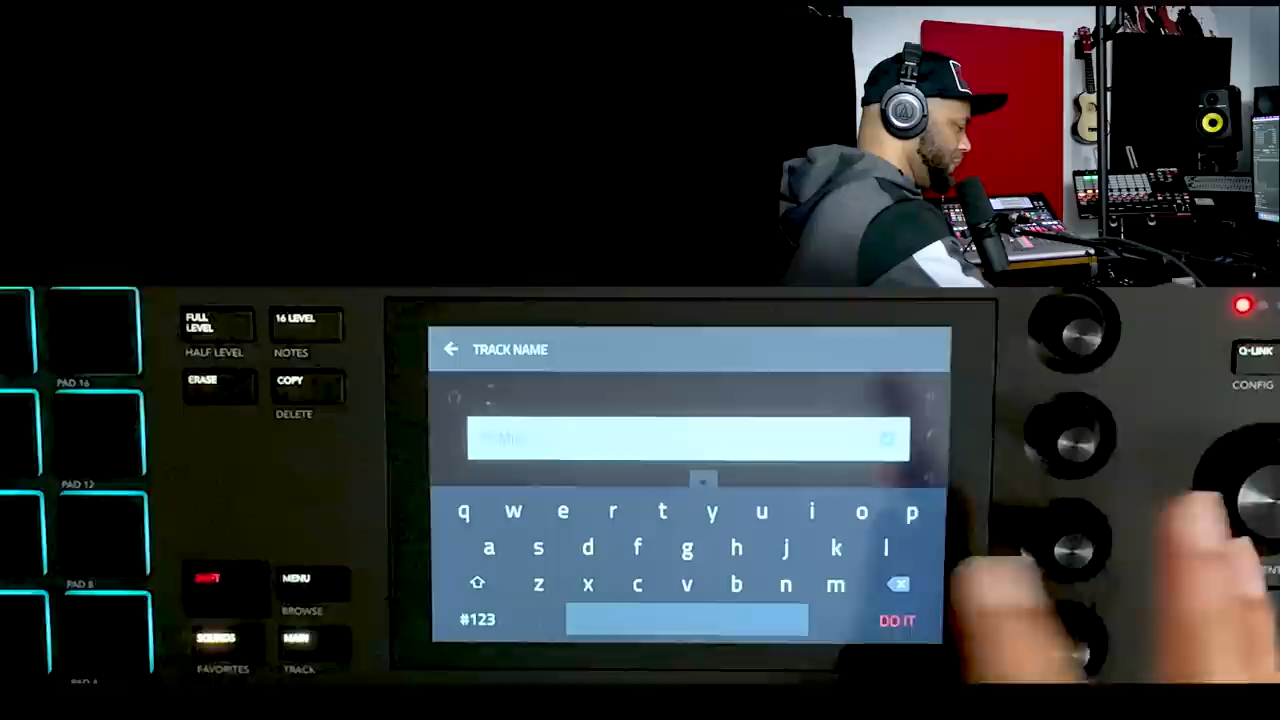 FULL
LEVEL
16 LEVEL
HALF LEVEL
NOTES
ERASE
COPY
DELETE
PAD 16
PAD 12
PAD 8
SHIFT
MENU
BROWSE
SOUNDS
MAIN
FAVORITES
TRACK
TRACK NAME
q w e r t y u i o p
a s d f g h j k l
z x c v b n m
#123
DO IT
Q-LINK
CONFIG